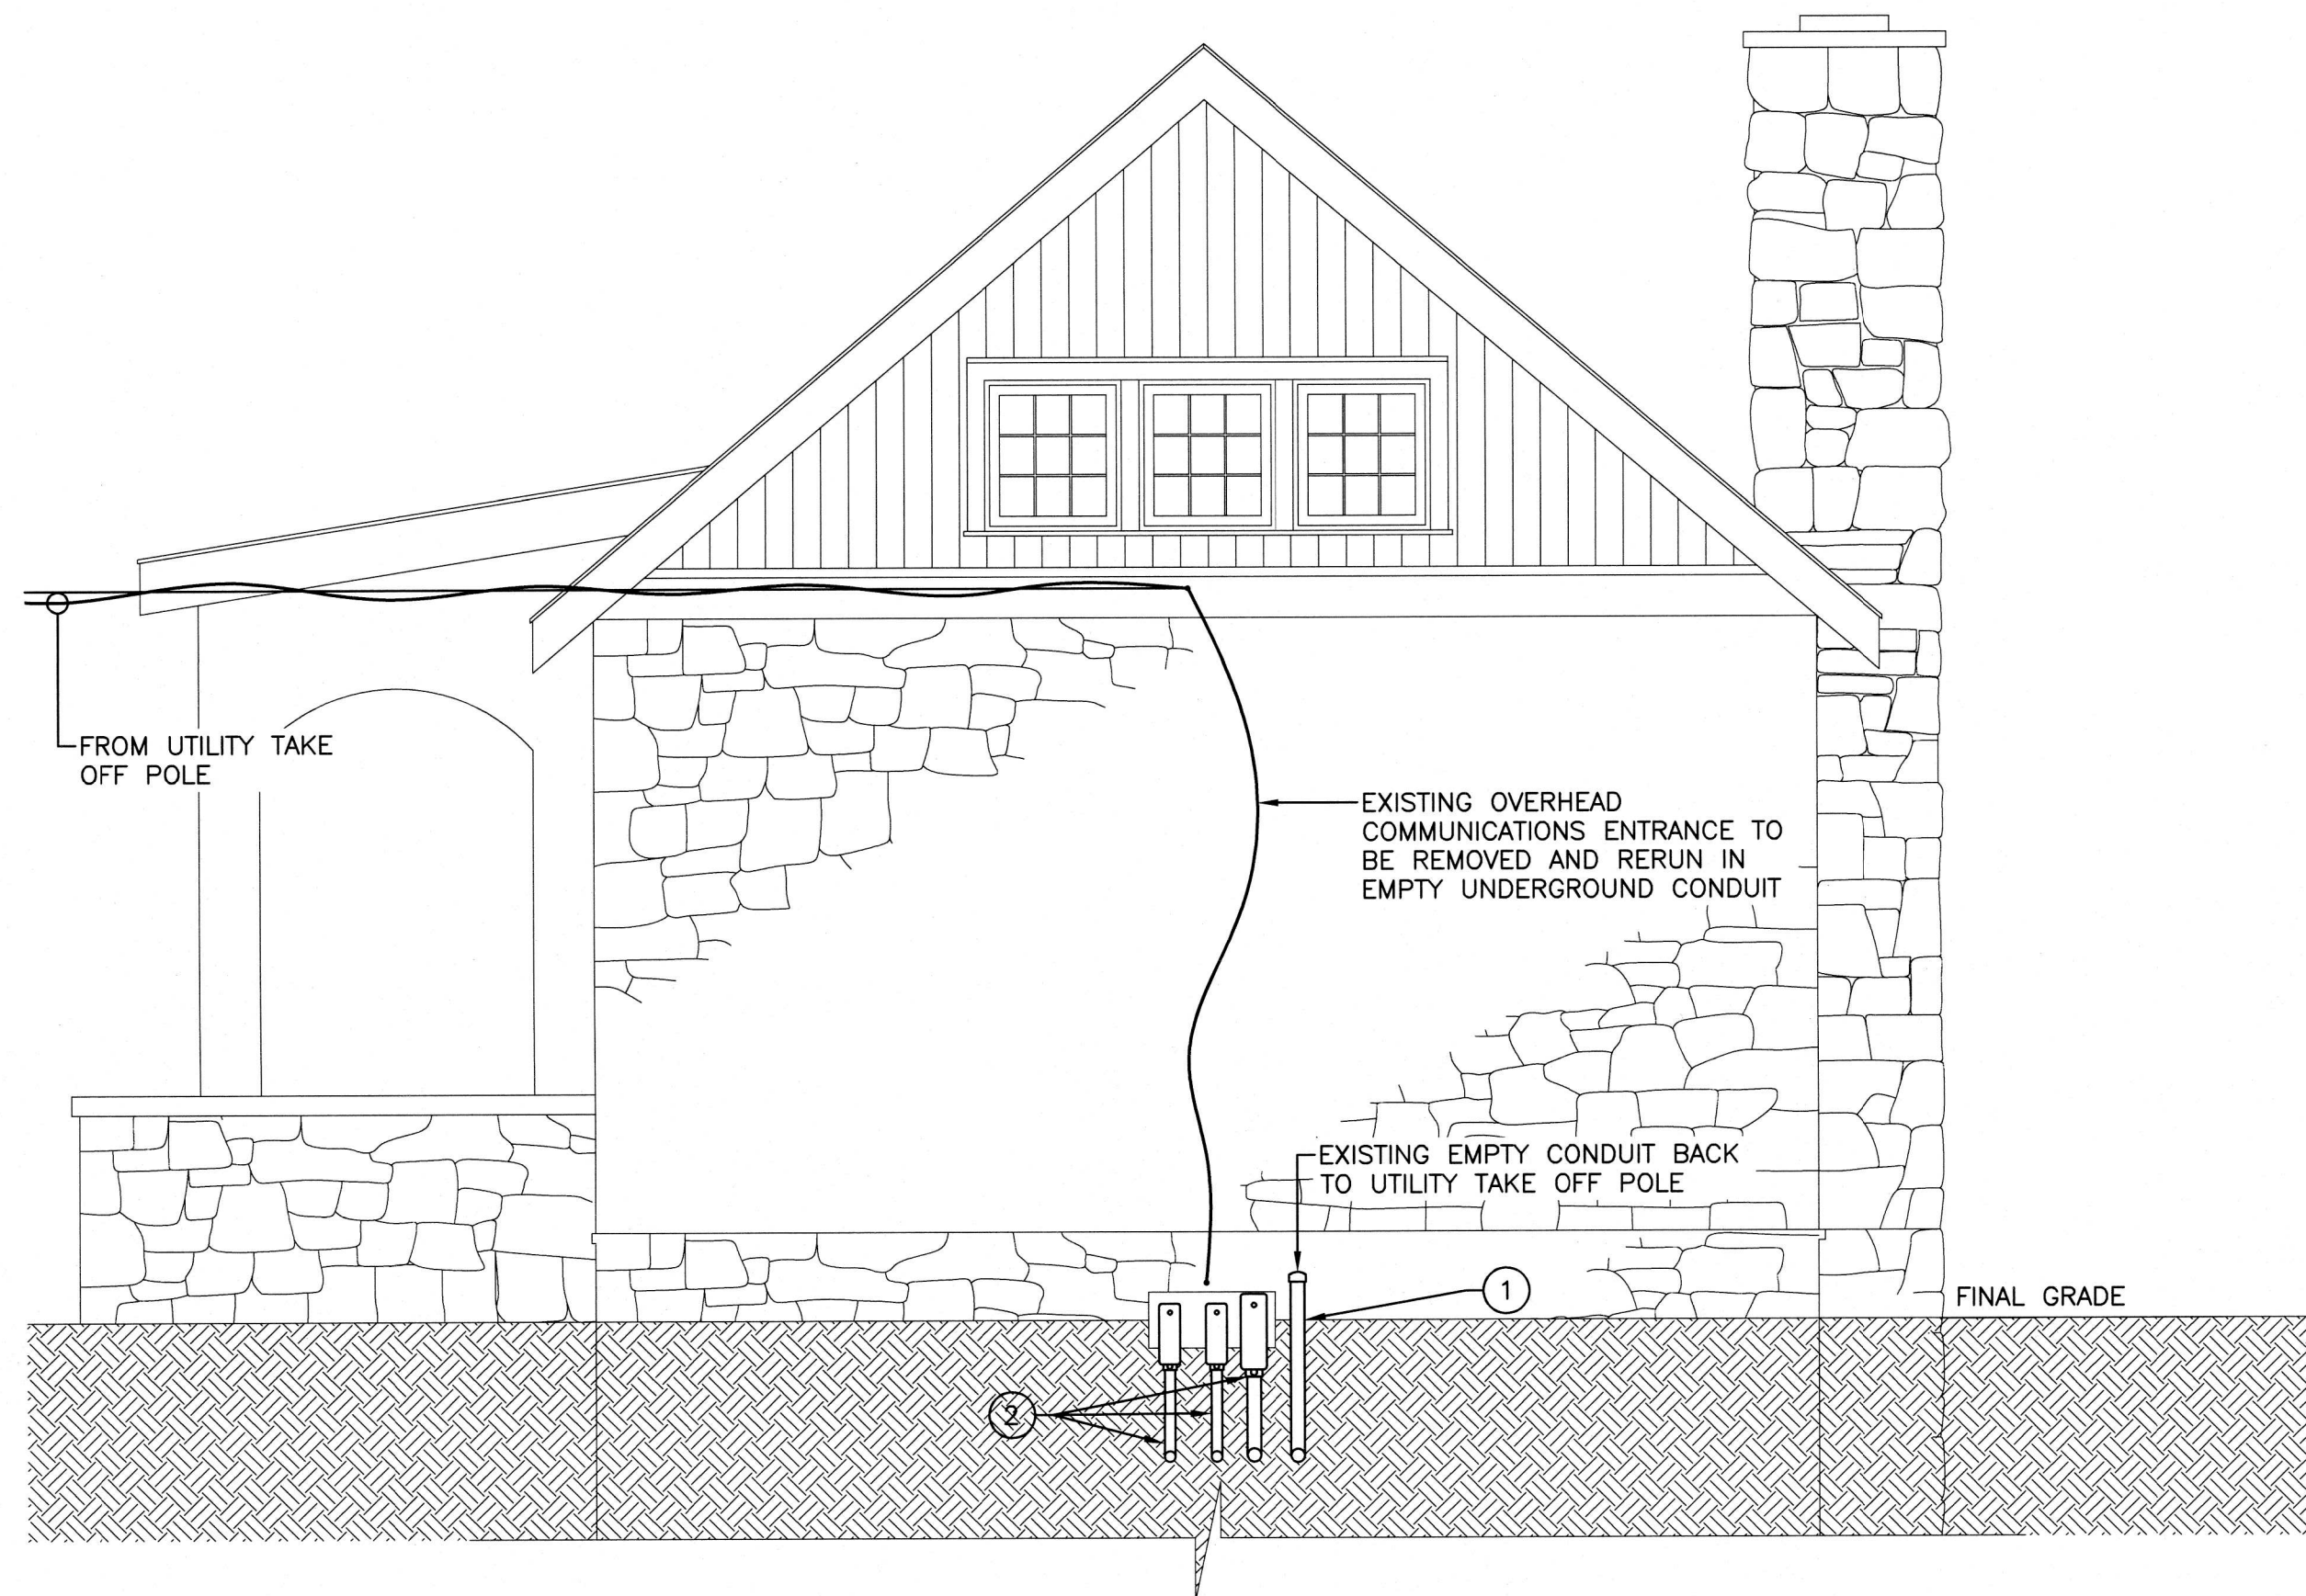 FROM UTILITY TAKE
OFF POLE
EXISTING OVERHEAD
COMMUNICATIONS ENTRANCE TO
BE REMOVED AND RERUN IN
EMPTY UNDERGROUND CONDUIT
EXISTING EMPTY CONDUIT BACK
TO UTILITY TAKE OFF POLE
1
FINAL GRADE
2